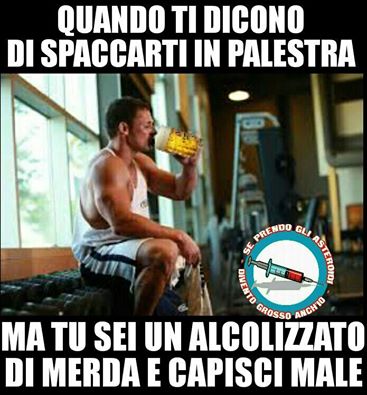 QUANDO TI DICONO
DI SPACCARTI IN PALESTRA
SE PRENDO GLI ASTEROIDI
DIVENTO GROSSO ANCH'IO
MA TU SEI UN ALCOLIZZATO
DI MERDA E CAPISCI MALE